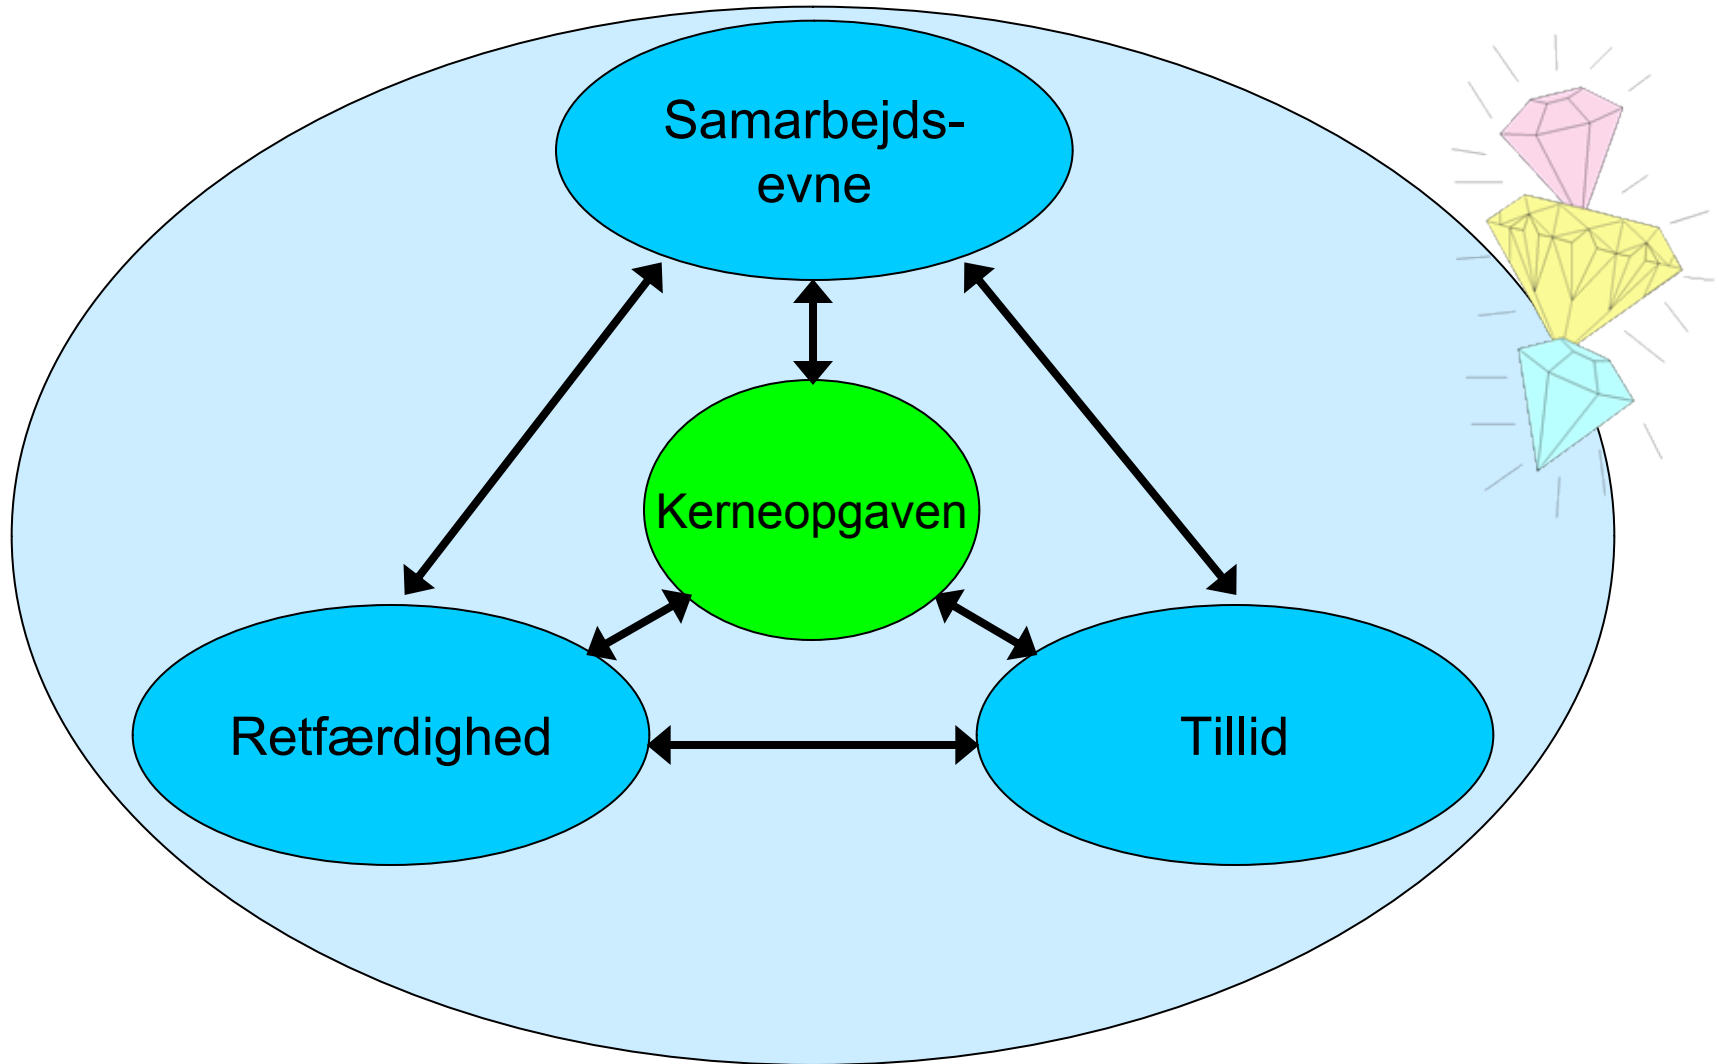 Samarbejds-
evne
Kerneopgaven
Retfærdighed
Tillid